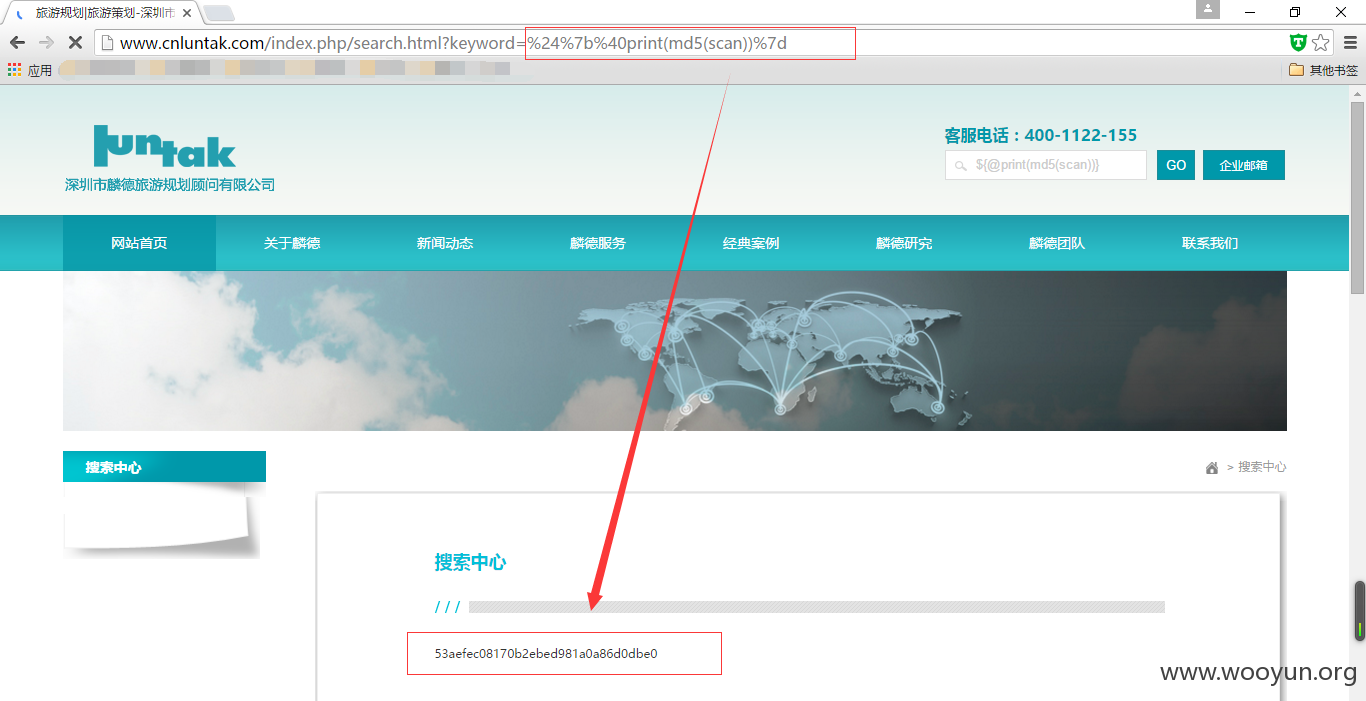 旅游规划|旅游策划-深圳市
www.cnluntak.com/index.php/search.html?keyword=%24%7b%40print(md5(scan))%7d
应用
其他书签
luntak
深圳市麟德旅游规划顾问有限公司
客服电话：400-1122-155
${@print(md5(scan))}
GO
企业邮箱
网站首页
关于麟德
新闻动态
麟德服务
经典案例
麟德研究
麟德团队
联系我们
搜索中心
> 搜索中心
搜索中心
///
53aefec08170b2ebed981a0a86d0dbe0
www.wooyun.org